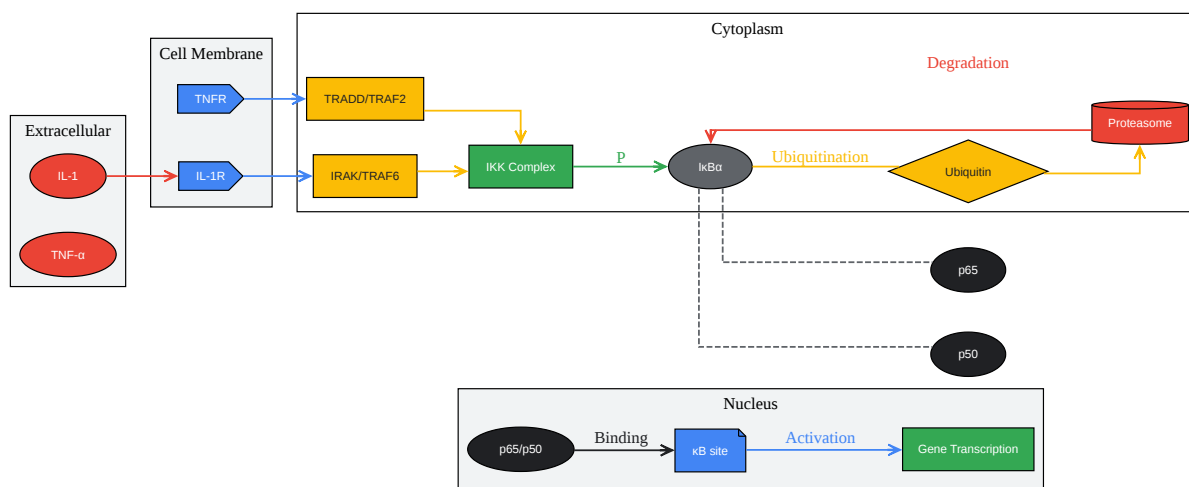 Cytoplasm
Cell Membrane
Degradation
TNFR
TRADD/TRAF2
Proteasome
Extracellular
P
Ubiquitination
IL-1
IL-1R
IRAK/TRAF6
IKK Complex
IκBα
Ubiquitin
TNF-α
p65
p50
Nucleus
Binding
Activation
p65/p50
κB site
Gene Transcription